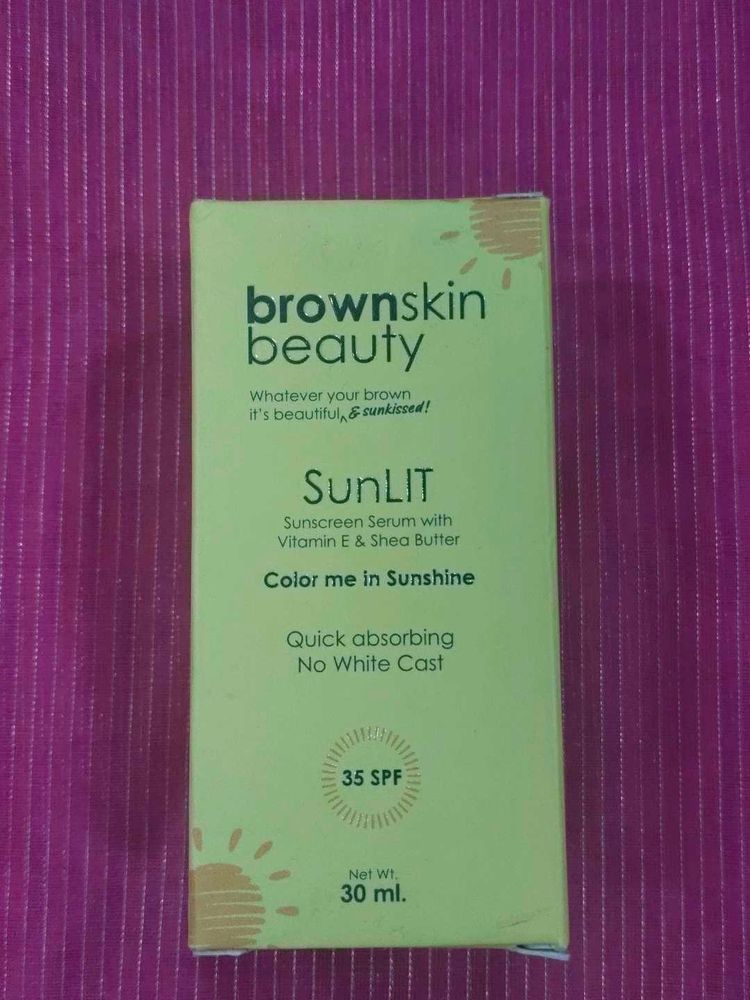 brownskin
beauty
Whatever your brown
it's beautiful^ & sunkissed!
SunLIT
Sunscreen Serum with
Vitamin E & Shea Butter
Color me in Sunshine
Quick absorbing
No White Cast
35 SPF
Net Wt.
30 ml.